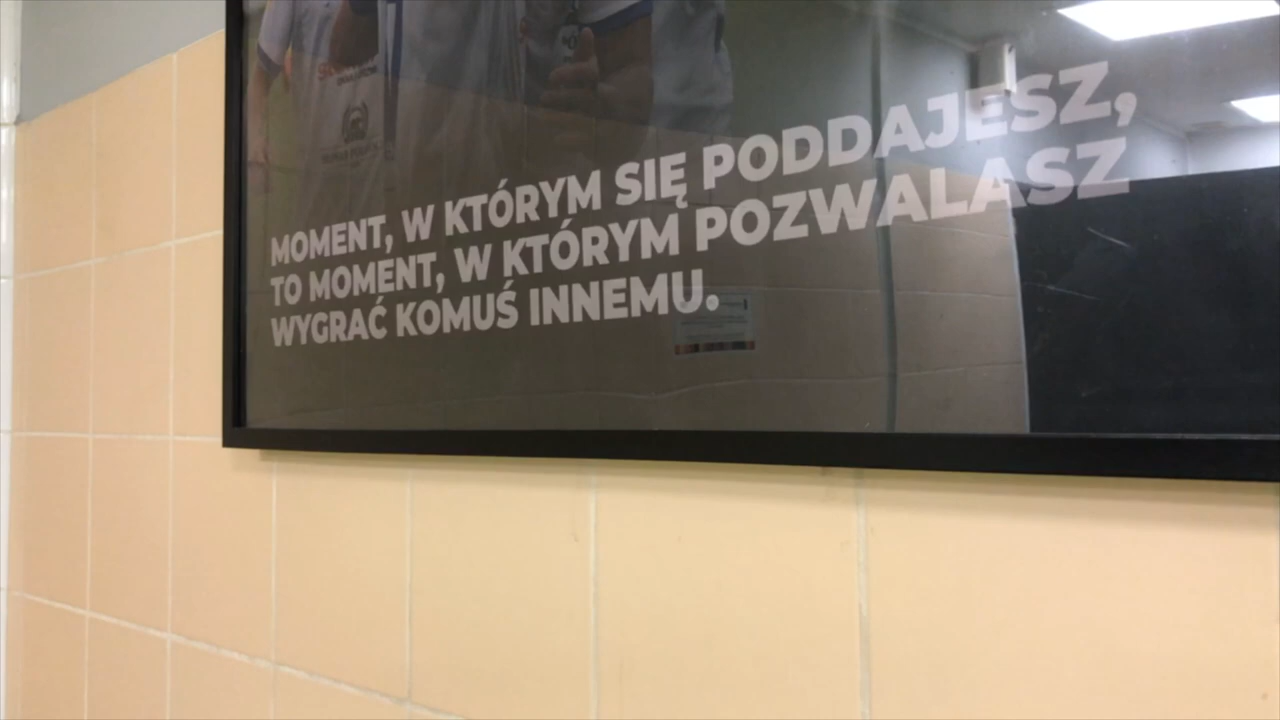 MOMENT, W KTÓRYM SIĘ PODDAJESZ,
TO MOMENT, W KTÓRYM POZWALASZ
WYGRAĆ KOMUŚ INNEMU.